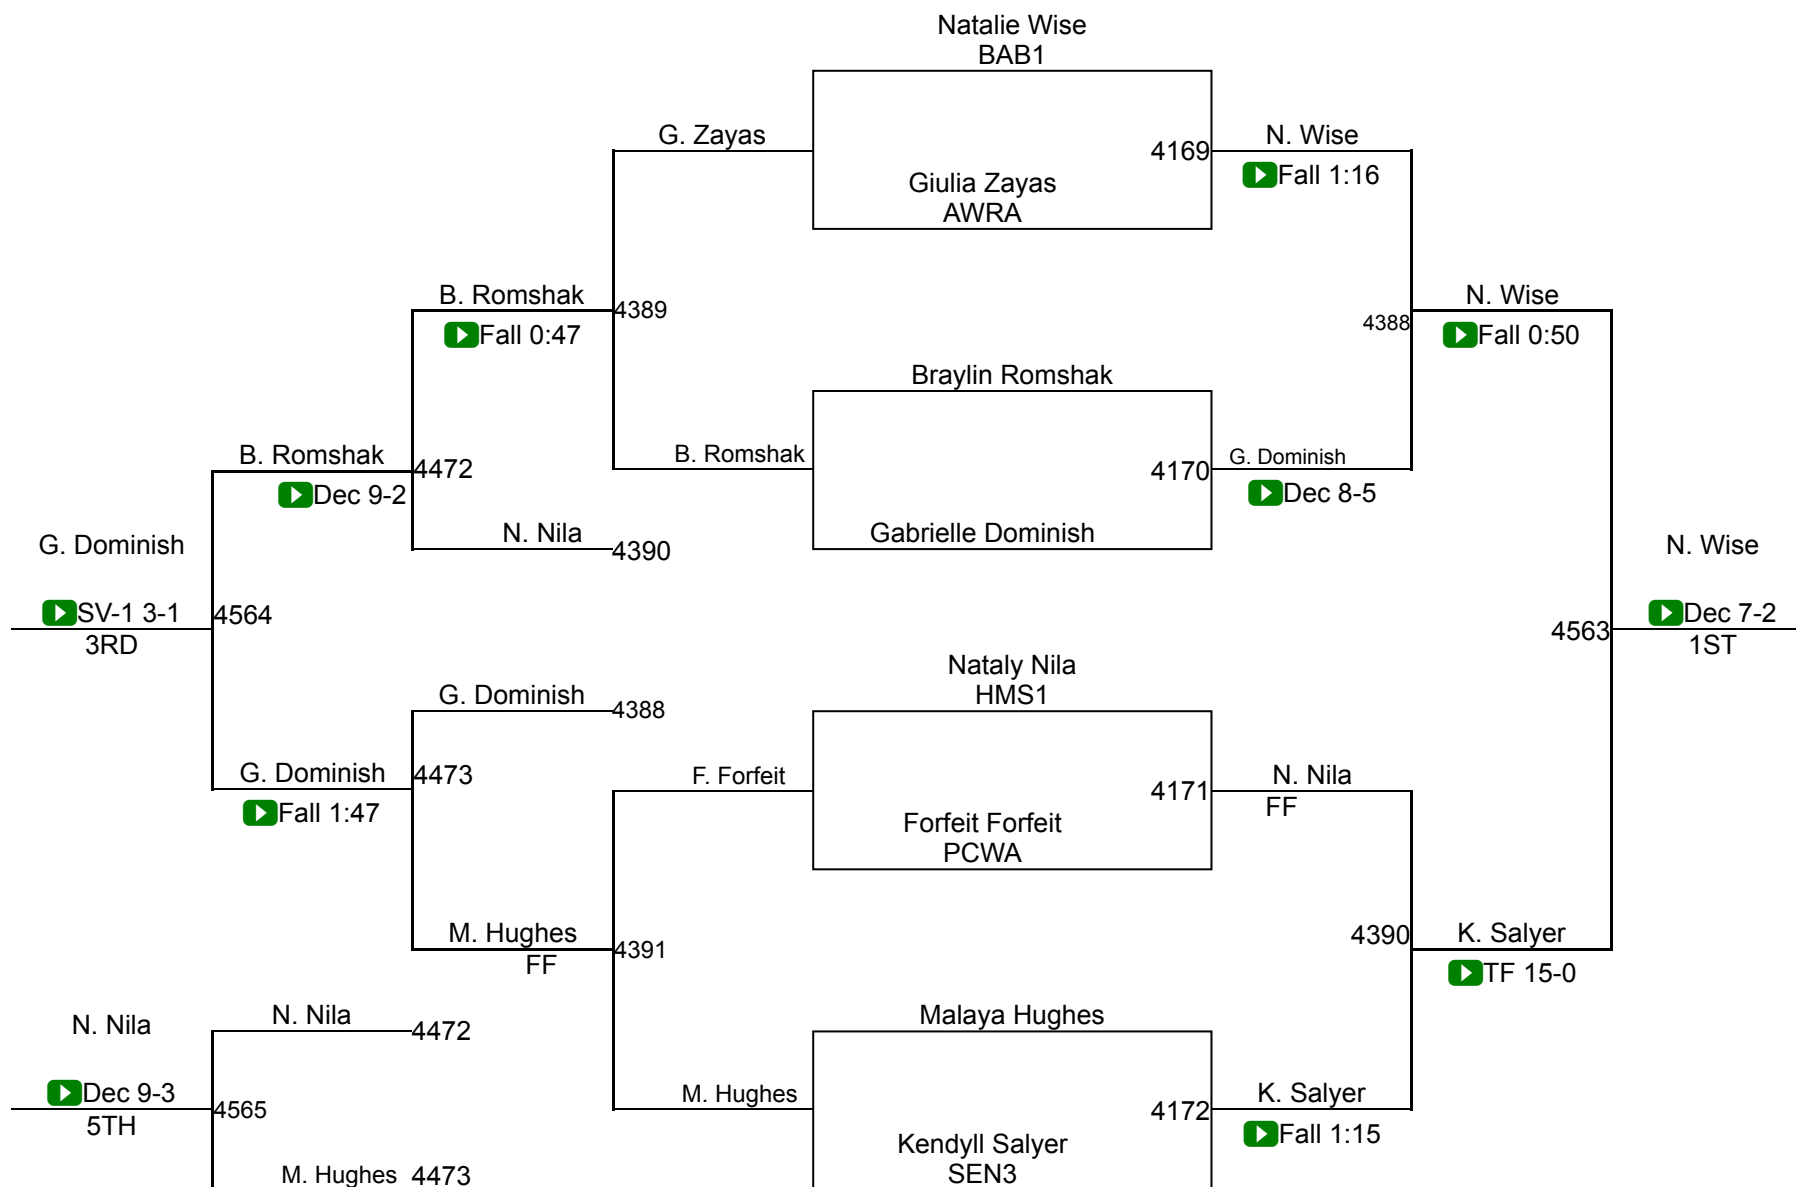 Natalie Wise
BAB1
G. Zayas
4169
N. Wise
Fall 1:16
Giulia Zayas
AWRA
B. Romshak
4389
Fall 0:47
4388
N. Wise
Fall 0:50
Braylin Romshak
B. Romshak
4472
Dec 9-2
B. Romshak
4170
G. Dominish
Dec 8-5
N. Nila
4390
Gabrielle Dominish
G. Dominish
SV-1 3-1
3RD
4564
N. Wise
4563
Dec 7-2
1ST
Nataly Nila
HMS1
G. Dominish
4388
G. Dominish
4473
Fall 1:47
F. Forfeit
4171
N. Nila
FF
Forfeit Forfeit
PCWA
M. Hughes
FF
4391
4390
K. Salyer
TF 15-0
N. Nila
N. Nila
4472
Malaya Hughes
Dec 9-3
5TH
4565
M. Hughes
4172
K. Salyer
Fall 1:15
Kendyll Salyer
SEN3
M. Hughes
4473